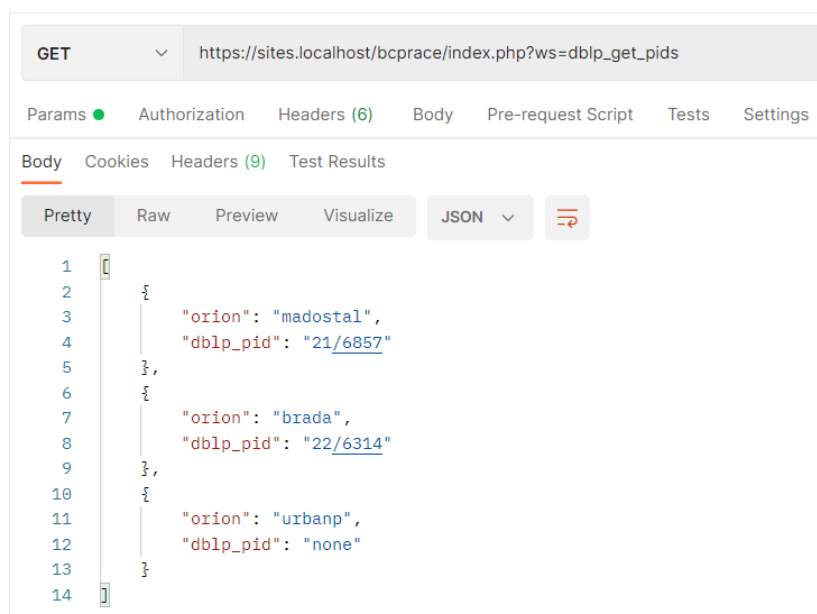 GET https://sites.localhost/bcprace/index.php?ws=dblp_get_pids
Params Authorization Headers (6) Body Pre-request Script Tests Settings
Body Cookies Headers (9) Test Results
Pretty Raw Preview Visualize JSON
1 [
2 {
3 "orion": "madostal",
4 "dblp_pid": "21/6857"
5 },
6 {
7 "orion": "brada",
8 "dblp_pid": "22/6314"
9 },
10 {
11 "orion": "urbanp",
12 "dblp_pid": "none"
13 }
14 ]